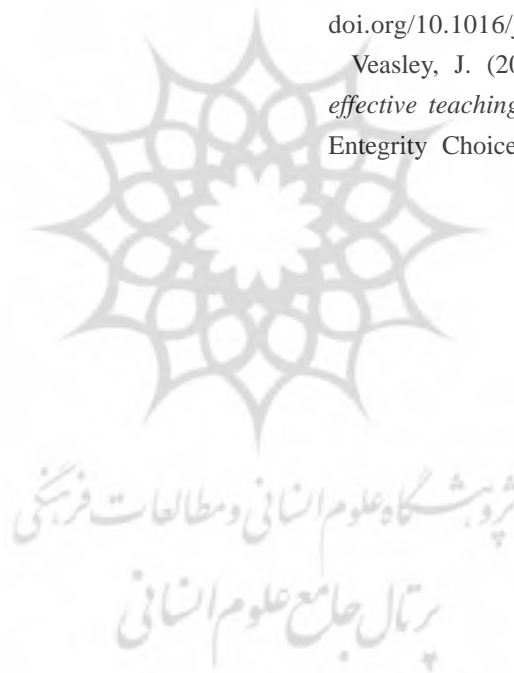 doi.org/10.1016/
Veasley, J. (20
effective teaching
Entegrity Choice
پژوهشگاه علوم انسانی و مطالعات فرهنگی
پرتال جامع علوم انسانی